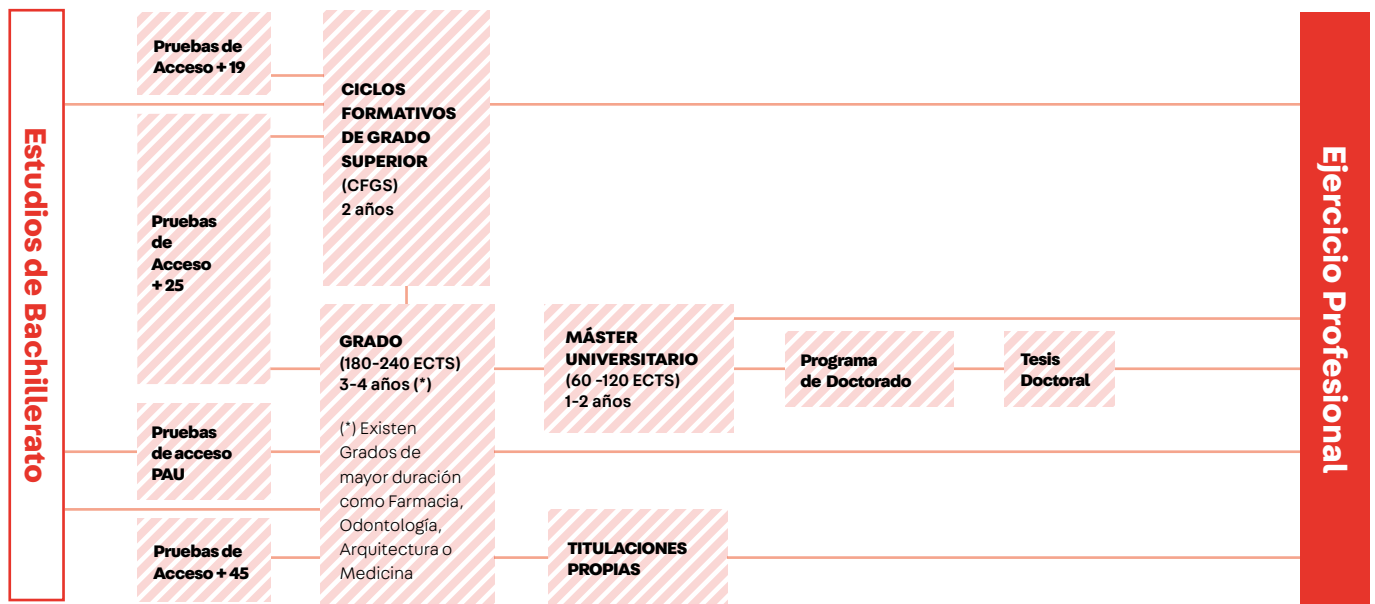 Estudios de Bachillerato
Pruebas de
Acceso + 19
Pruebas
de
Acceso
+ 25
Pruebas
de acceso
PAU
Pruebas de
Acceso + 45
CICLOS
FORMATIVOS
DE GRADO
SUPERIOR
(CFGS)
2 años
GRADO
(180-240 ECTS)
3-4 años (*)
(*) Existen
Grados de
mayor duración
como Farmacia,
Odontología,
Arquitectura o
Medicina
MÁSTER
UNIVERSITARIO
(60 -120 ECTS)
1-2 años
TITULACIONES
PROPIAS
Programa
de Doctorado
Tesis
Doctoral
Ejercicio Profesional